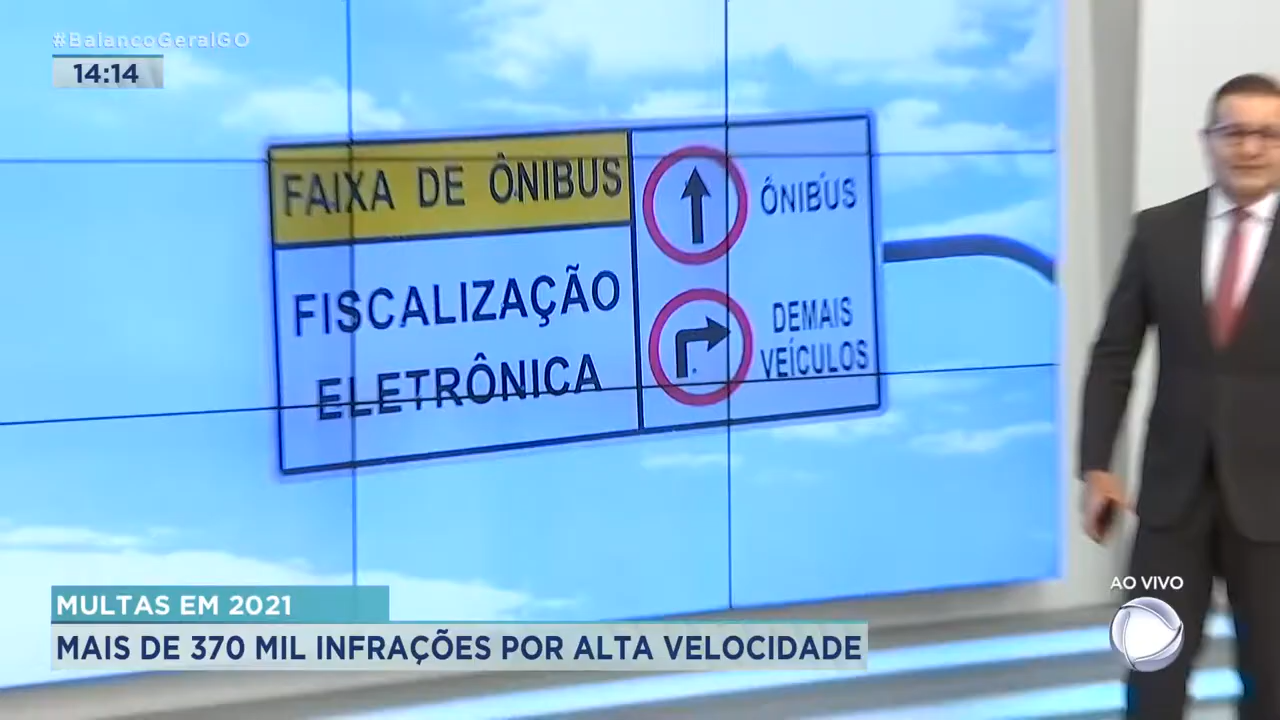 #BalancoGeralGO
14:14
FAIXA DE ÔNIBUS
FISCALIZAÇÃO
ELETRÔNICA
ÔNIBUS
DEMAIS
VEÍCULOS
AO VIVO
MULTAS EM 2021
MAIS DE 370 MIL INFRAÇÕES POR ALTA VELOCIDADE